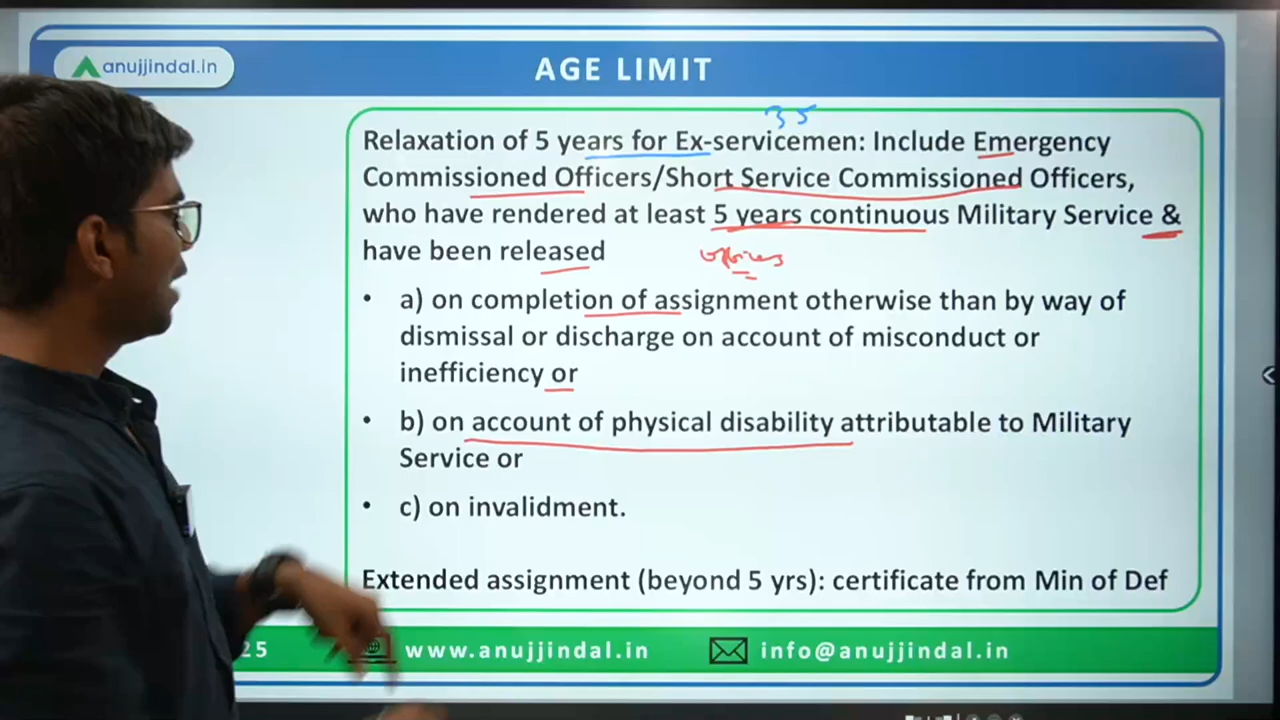 anujjindal.in
AGE LIMIT
35
Relaxation of 5 years for Ex-servicemen: Include Emergency
Commissioned Officers/Short Service Commissioned Officers,
who have rendered at least 5 years continuous Military Service &
have been released
• a) on completion of assignment otherwise than by way of
dismissal or discharge on account of misconduct or
inefficiency or
• b) on account of physical disability attributable to Military
Service or
• c) on invalidment.
Extended assignment (beyond 5 yrs): certificate from Min of Def
25
www.anujjindal.in
info@anujjindal.in